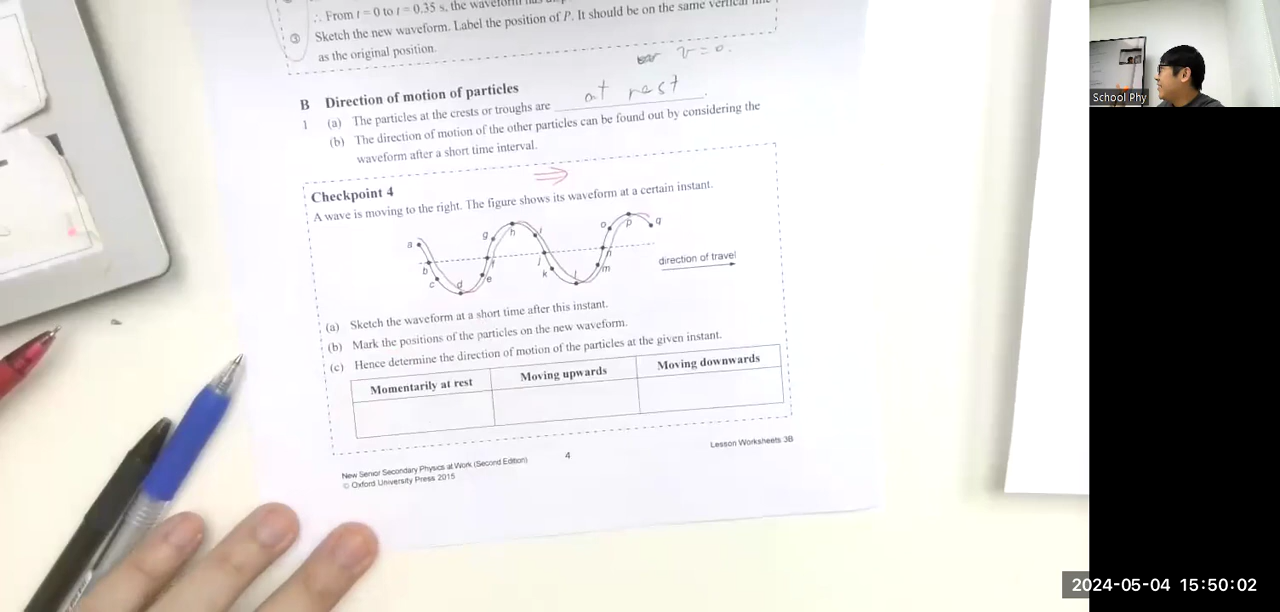 ∴ From t = 0 to t = 0.35 s, the waveform has
③ Sketch the new waveform. Label the position of P. It should be on the same vertical line
as the original position.
v = 0.
B Direction of motion of particles
1 (a) The particles at the crests or troughs are at rest.
(b) The direction of motion of the other particles can be found out by considering the
waveform after a short time interval.
⇒
Checkpoint 4
A wave is moving to the right. The figure shows its waveform at a certain instant.
a b c d e f g h i j k l m n o p q
direction of travel
(a) Sketch the waveform at a short time after this instant.
(b) Mark the positions of the particles on the new waveform.
(c) Hence determine the direction of motion of the particles at the given instant.
Momentarily at rest Moving upwards Moving downwards
New Senior Secondary Physics at Work (Second Edition) 4 Lesson Worksheets 3B
© Oxford University Press 2015
School Phy
2024-05-04 15:50:02